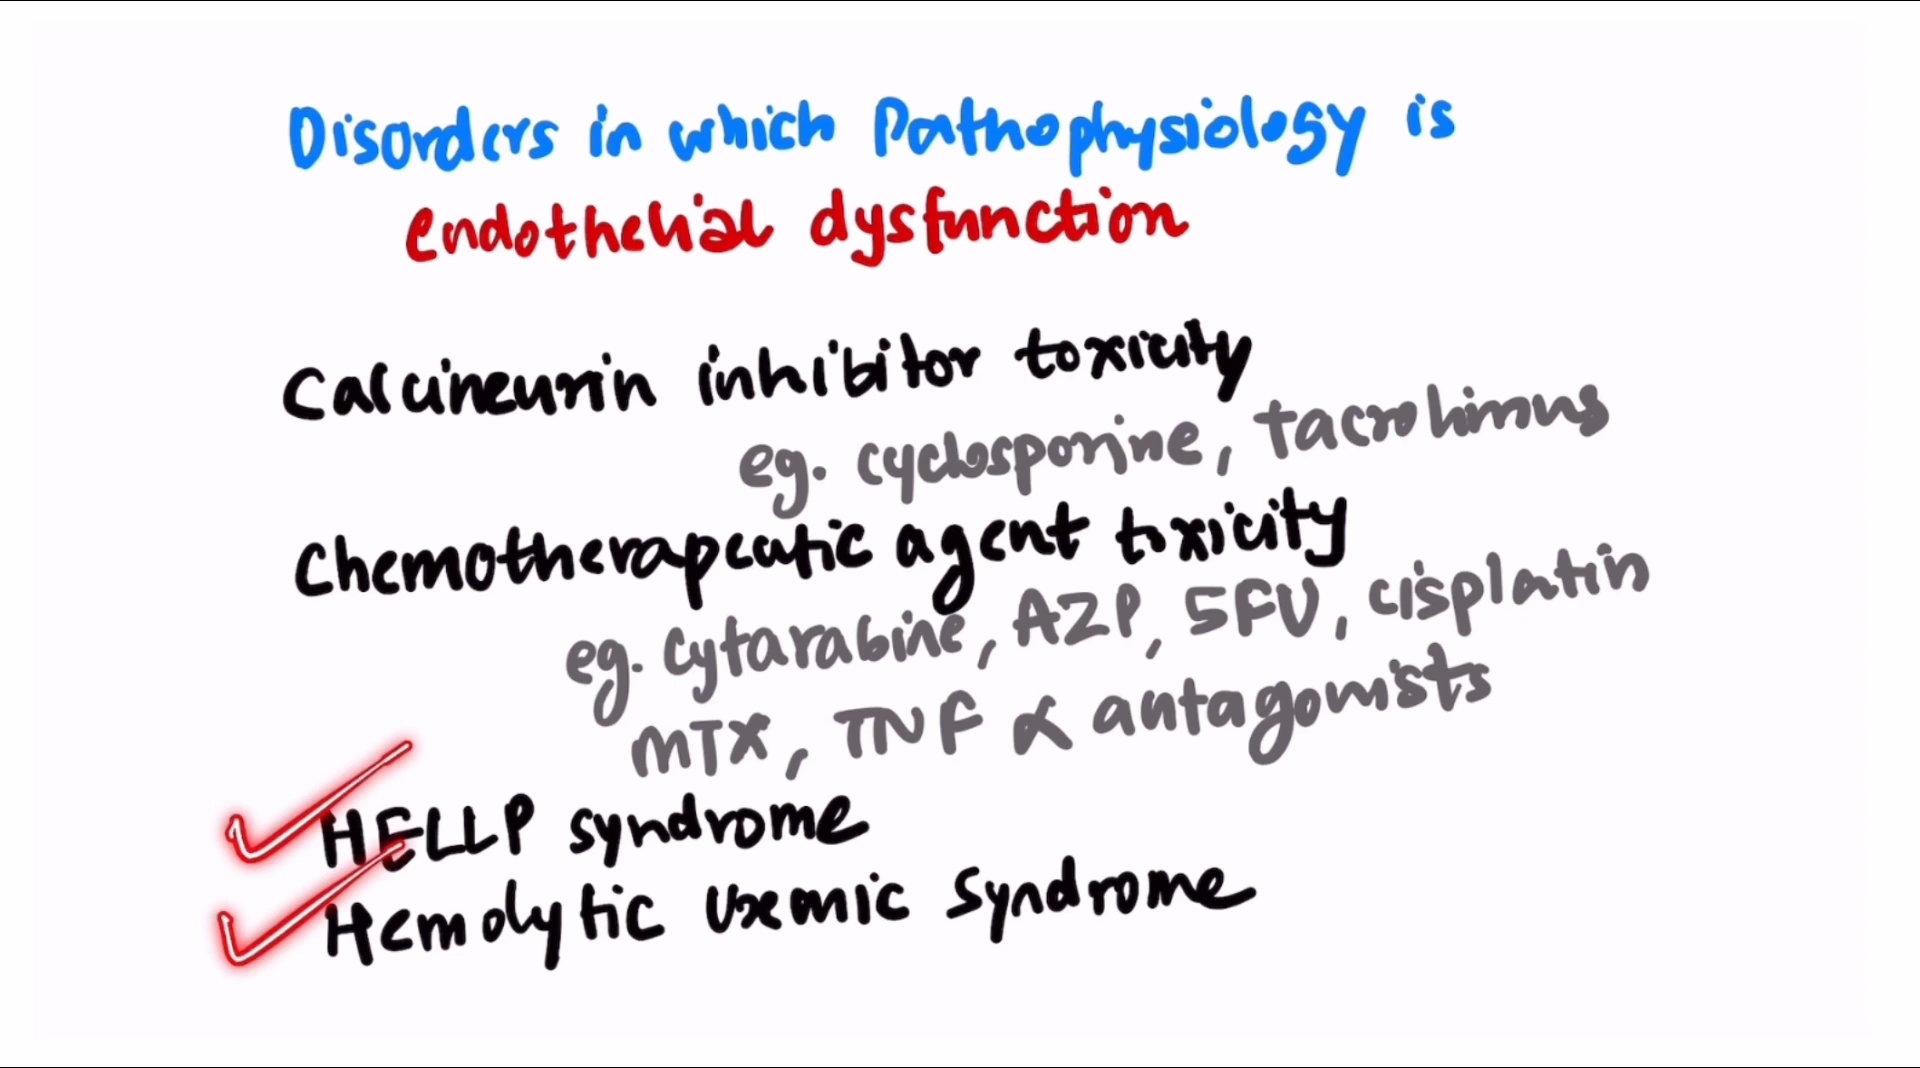 Disorders in which Pathophysiology is
endothelial dysfunction
Calcineurin inhibitor toxicity
eg. cyclosporine, tacrolimus
Chemotherapeutic agent toxicity
eg. cytarabine, AZP, 5FU, cisplatin
MTX, TNF α antagonists
HELLP syndrome
Hemolytic Uremic Syndrome